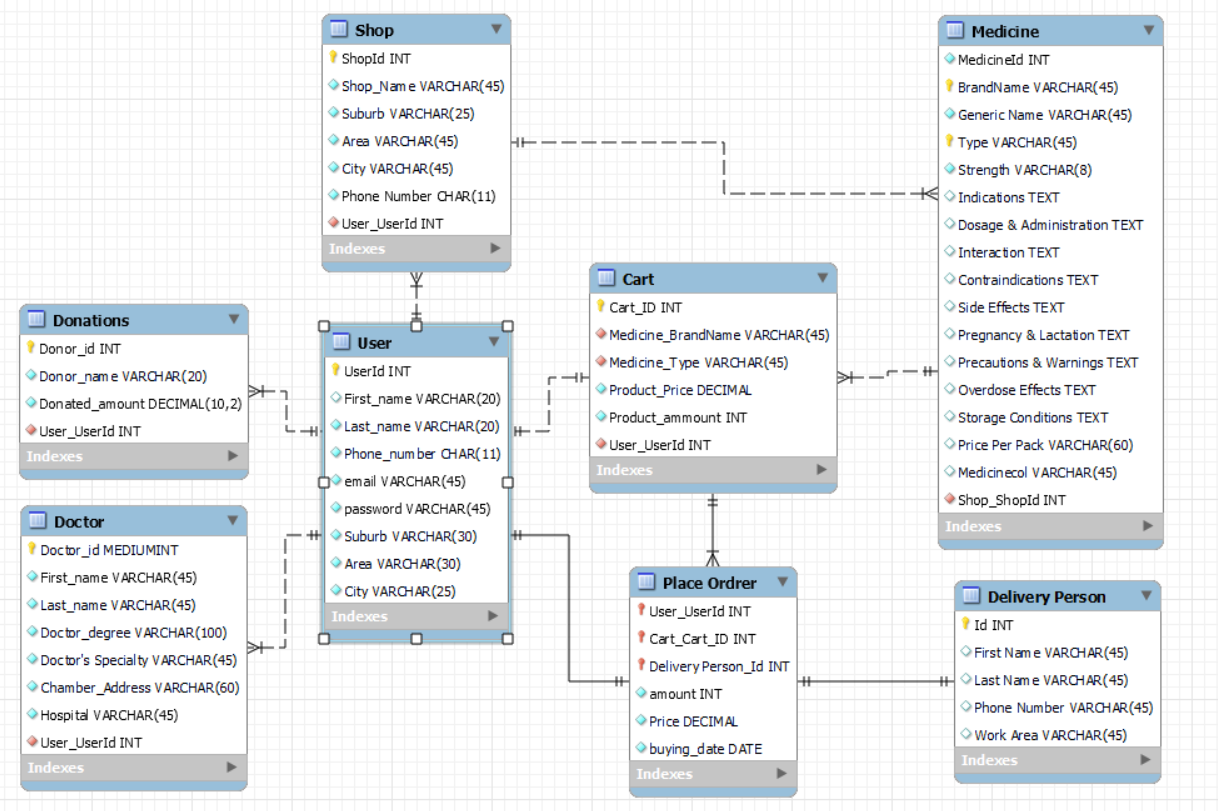 Shop
ShopId INT
Shop_Name VARCHAR(45)
Suburb VARCHAR(25)
Area VARCHAR(45)
City VARCHAR(45)
Phone Number CHAR(11)
User_UserId INT
Indexes
Medicine
MedicineId INT
BrandName VARCHAR(45)
Generic Name VARCHAR(45)
Type VARCHAR(45)
Strength VARCHAR(8)
Indications TEXT
Dosage & Administration TEXT
Interaction TEXT
Contraindications TEXT
Side Effects TEXT
Pregnancy & Lactation TEXT
Precautions & Warnings TEXT
Overdose Effects TEXT
Storage Conditions TEXT
Price Per Pack VARCHAR(60)
Medicinecol VARCHAR(45)
Shop_ShopId INT
Indexes
Cart
Cart_ID INT
Medicine_BrandName VARCHAR(45)
Medicine_Type VARCHAR(45)
Product_Price DECIMAL
Product_ammount INT
User_UserId INT
Indexes
Donations
Donor_id INT
Donor_name VARCHAR(20)
Donated_amount DECIMAL(10,2)
User_UserId INT
Indexes
User
UserId INT
First_name VARCHAR(20)
Last_name VARCHAR(20)
Phone_number CHAR(11)
email VARCHAR(45)
password VARCHAR(45)
Suburb VARCHAR(30)
Area VARCHAR(30)
City VARCHAR(25)
Indexes
Doctor
Doctor_id MEDIUMINT
First_name VARCHAR(45)
Last_name VARCHAR(45)
Doctor_degree VARCHAR(100)
Doctor's Specialty VARCHAR(45)
Chamber_Address VARCHAR(60)
Hospital VARCHAR(45)
User_UserId INT
Indexes
Place Ordrer
User_UserId INT
Cart_Cart_ID INT
Delivery Person_Id INT
amount INT
Price DECIMAL
buying_date DATE
Indexes
Delivery Person
Id INT
First Name VARCHAR(45)
Last Name VARCHAR(45)
Phone Number VARCHAR(45)
Work Area VARCHAR(45)
Indexes